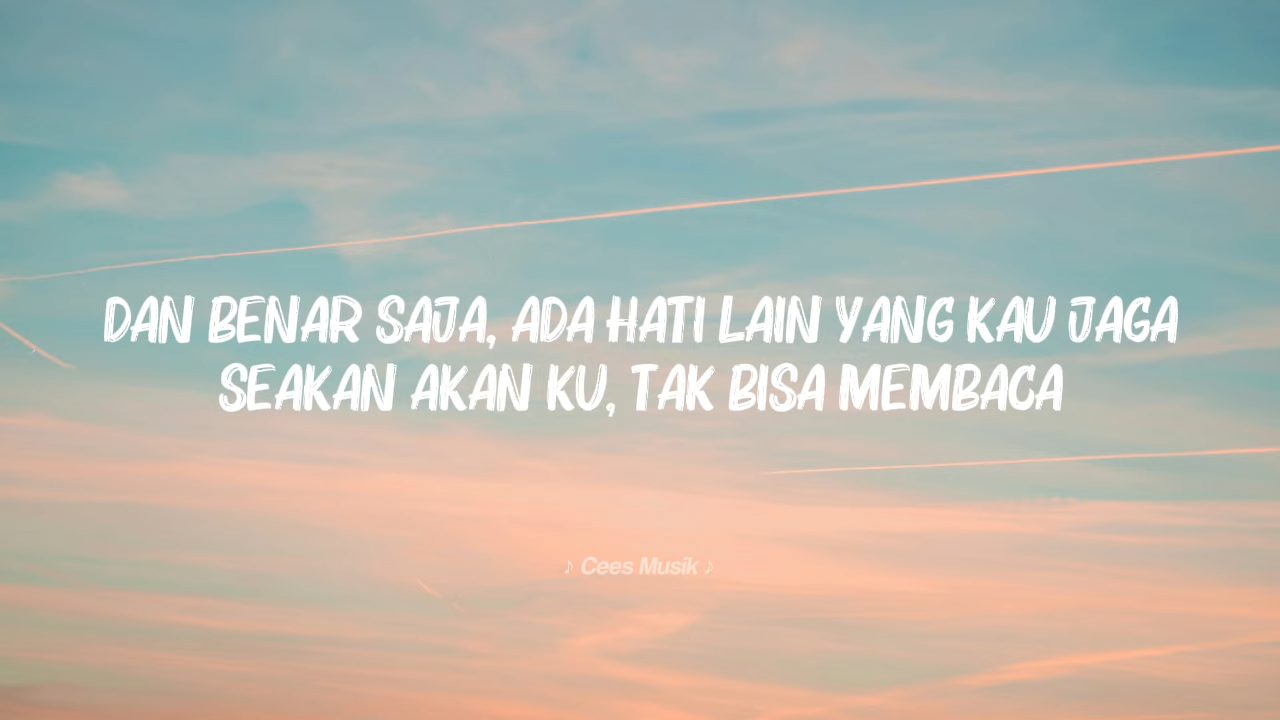 DAN BENAR SAJA, ADA HATI LAIN YANG KAU JAGA
SEAKAN AKAN KU, TAK BISA MEMBACA
♪ Cees Musik ♪